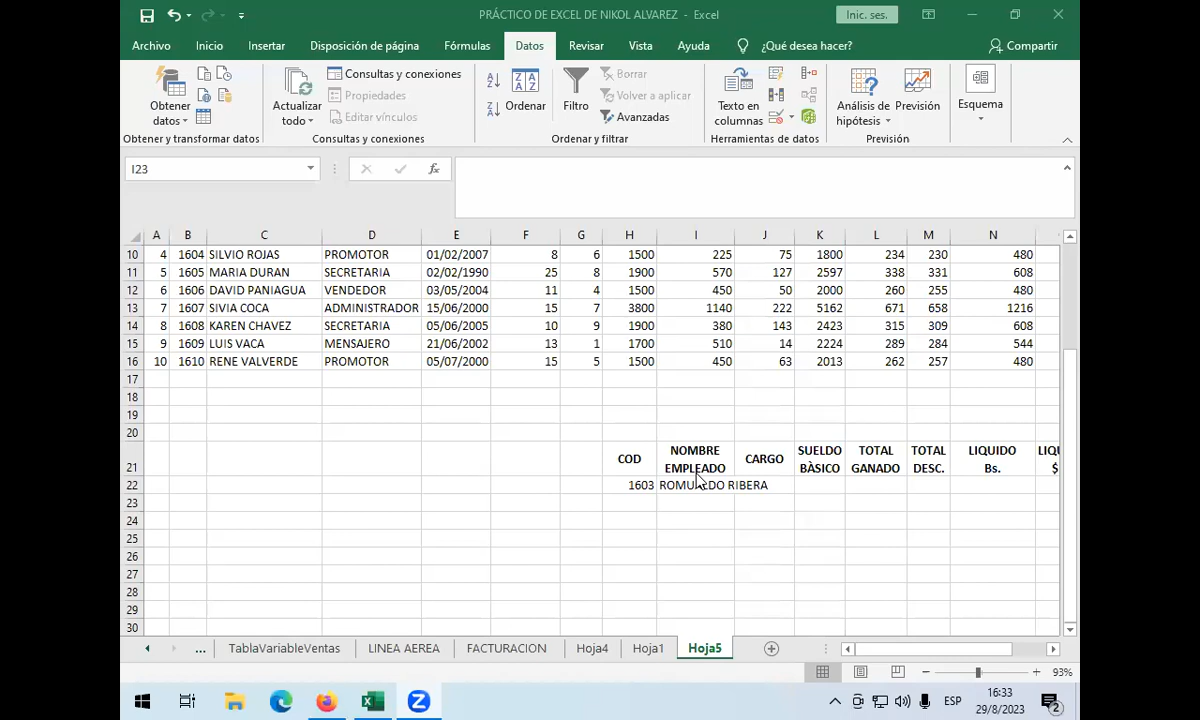 PRÁCTICO DE EXCEL DE NIKOL ALVAREZ - Excel
Inic. ses.
Archivo Inicio Insertar Disposición de página Fórmulas Datos Revisar Vista Ayuda ¿Qué desea hacer? Compartir
Obtener datos
Obtener y transformar datos
Actualizar todo
Consultas y conexiones
Propiedades
Editar vínculos
Consultas y conexiones
Ordenar
Filtro
Borrar
Volver a aplicar
Avanzadas
Ordenar y filtrar
Texto en columnas
Herramientas de datos
Análisis de hipótesis
Previsión
Previsión
Esquema
I23
fx
A B C D E F G H I J K L M N
10 4 1604 SILVIO ROJAS PROMOTOR 01/02/2007 8 6 1500 225 75 1800 234 230 480
11 5 1605 MARIA DURAN SECRETARIA 02/02/1990 25 8 1900 570 127 2597 338 331 608
12 6 1606 DAVID PANIAGUA VENDEDOR 03/05/2004 11 4 1500 450 50 2000 260 255 480
13 7 1607 SIVIA COCA ADMINISTRADOR 15/06/2000 15 7 3800 1140 222 5162 671 658 1216
14 8 1608 KAREN CHAVEZ SECRETARIA 05/06/2005 10 9 1900 380 143 2423 315 309 608
15 9 1609 LUIS VACA MENSAJERO 21/06/2002 13 1 1700 510 14 2224 289 284 544
16 10 1610 RENE VALVERDE PROMOTOR 05/07/2000 15 5 1500 450 63 2013 262 257 480
17
18
19
20
21 COD NOMBRE EMPLEADO CARGO SUELDO BÀSICO TOTAL GANADO TOTAL DESC. LIQUIDO Bs. LIQU $
22 1603 RIBERA
23
24
25
26
27
28
29
30
... TablaVariableVentas LINEA AEREA FACTURACION Hoja4 Hoja1 Hoja5
93%
ESP
16:33
29/8/2023
2